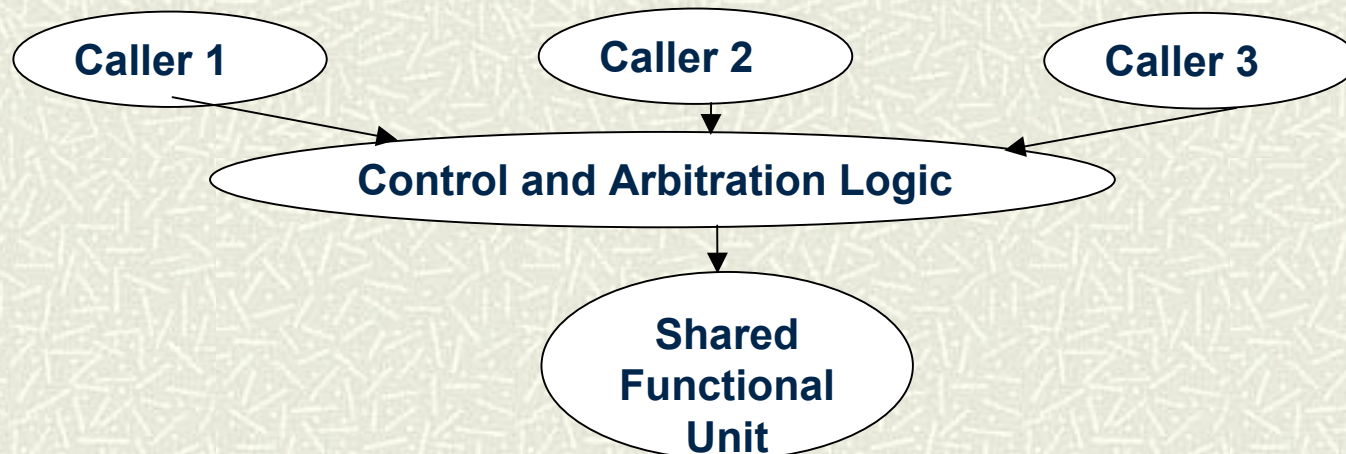 Caller 1
Caller 2
Caller 3
Control and Arbitration Logic
Shared
Functional
Unit